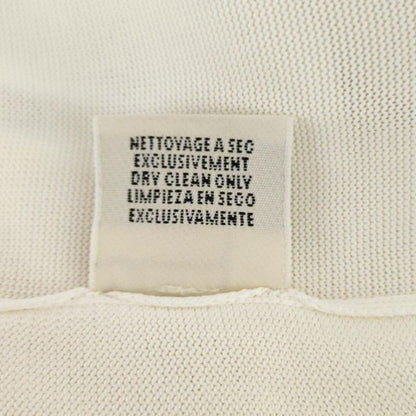 NETTOYAGE A SEC
EXCLUSIVEMENT
DRY CLEAN ONLY
LIMPIEZA EN SECO
EXCLUSIVAMENTE